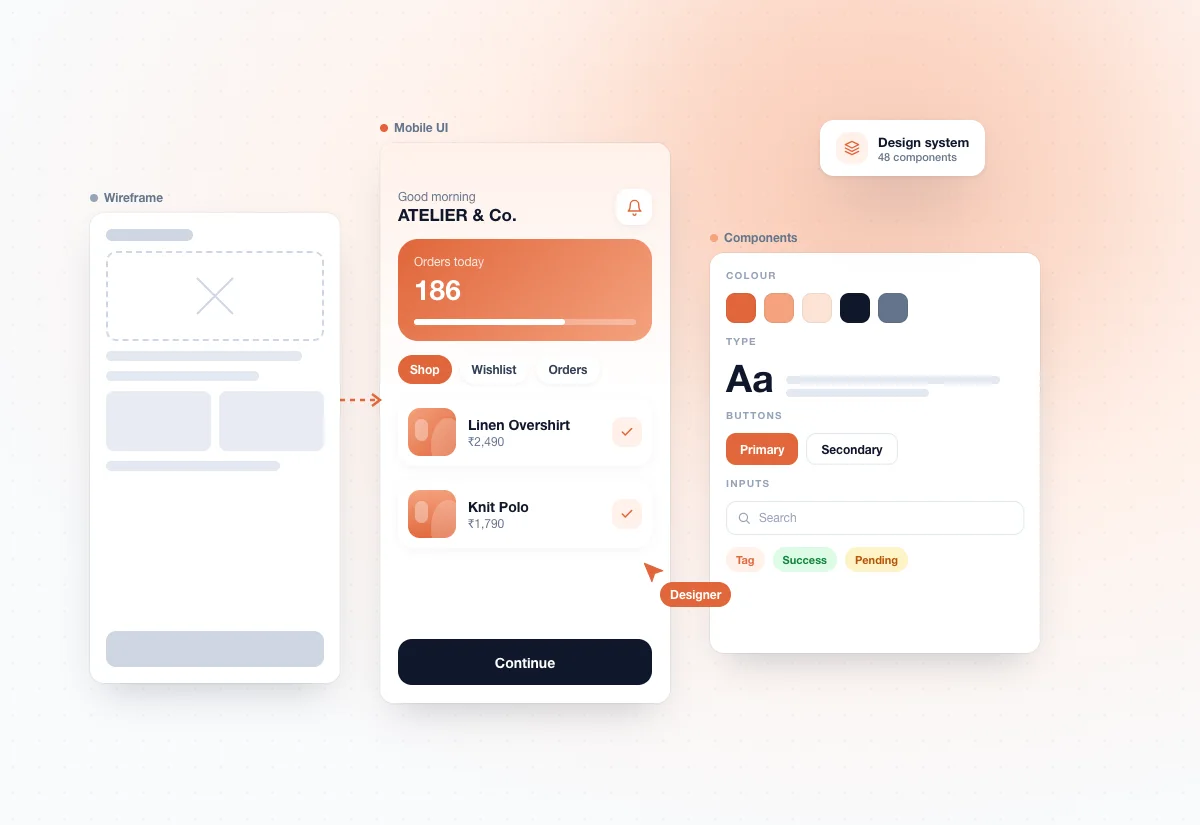 Wireframe
Mobile UI
Good morning
ATELIER & Co.
Orders today
186
Shop
Wishlist
Orders
Linen Overshirt
₹2,490
Knit Polo
₹1,790
Continue
Designer
Design system
48 components
Components
COLOUR
TYPE
Aa
BUTTONS
Primary
Secondary
INPUTS
Search
Tag
Success
Pending